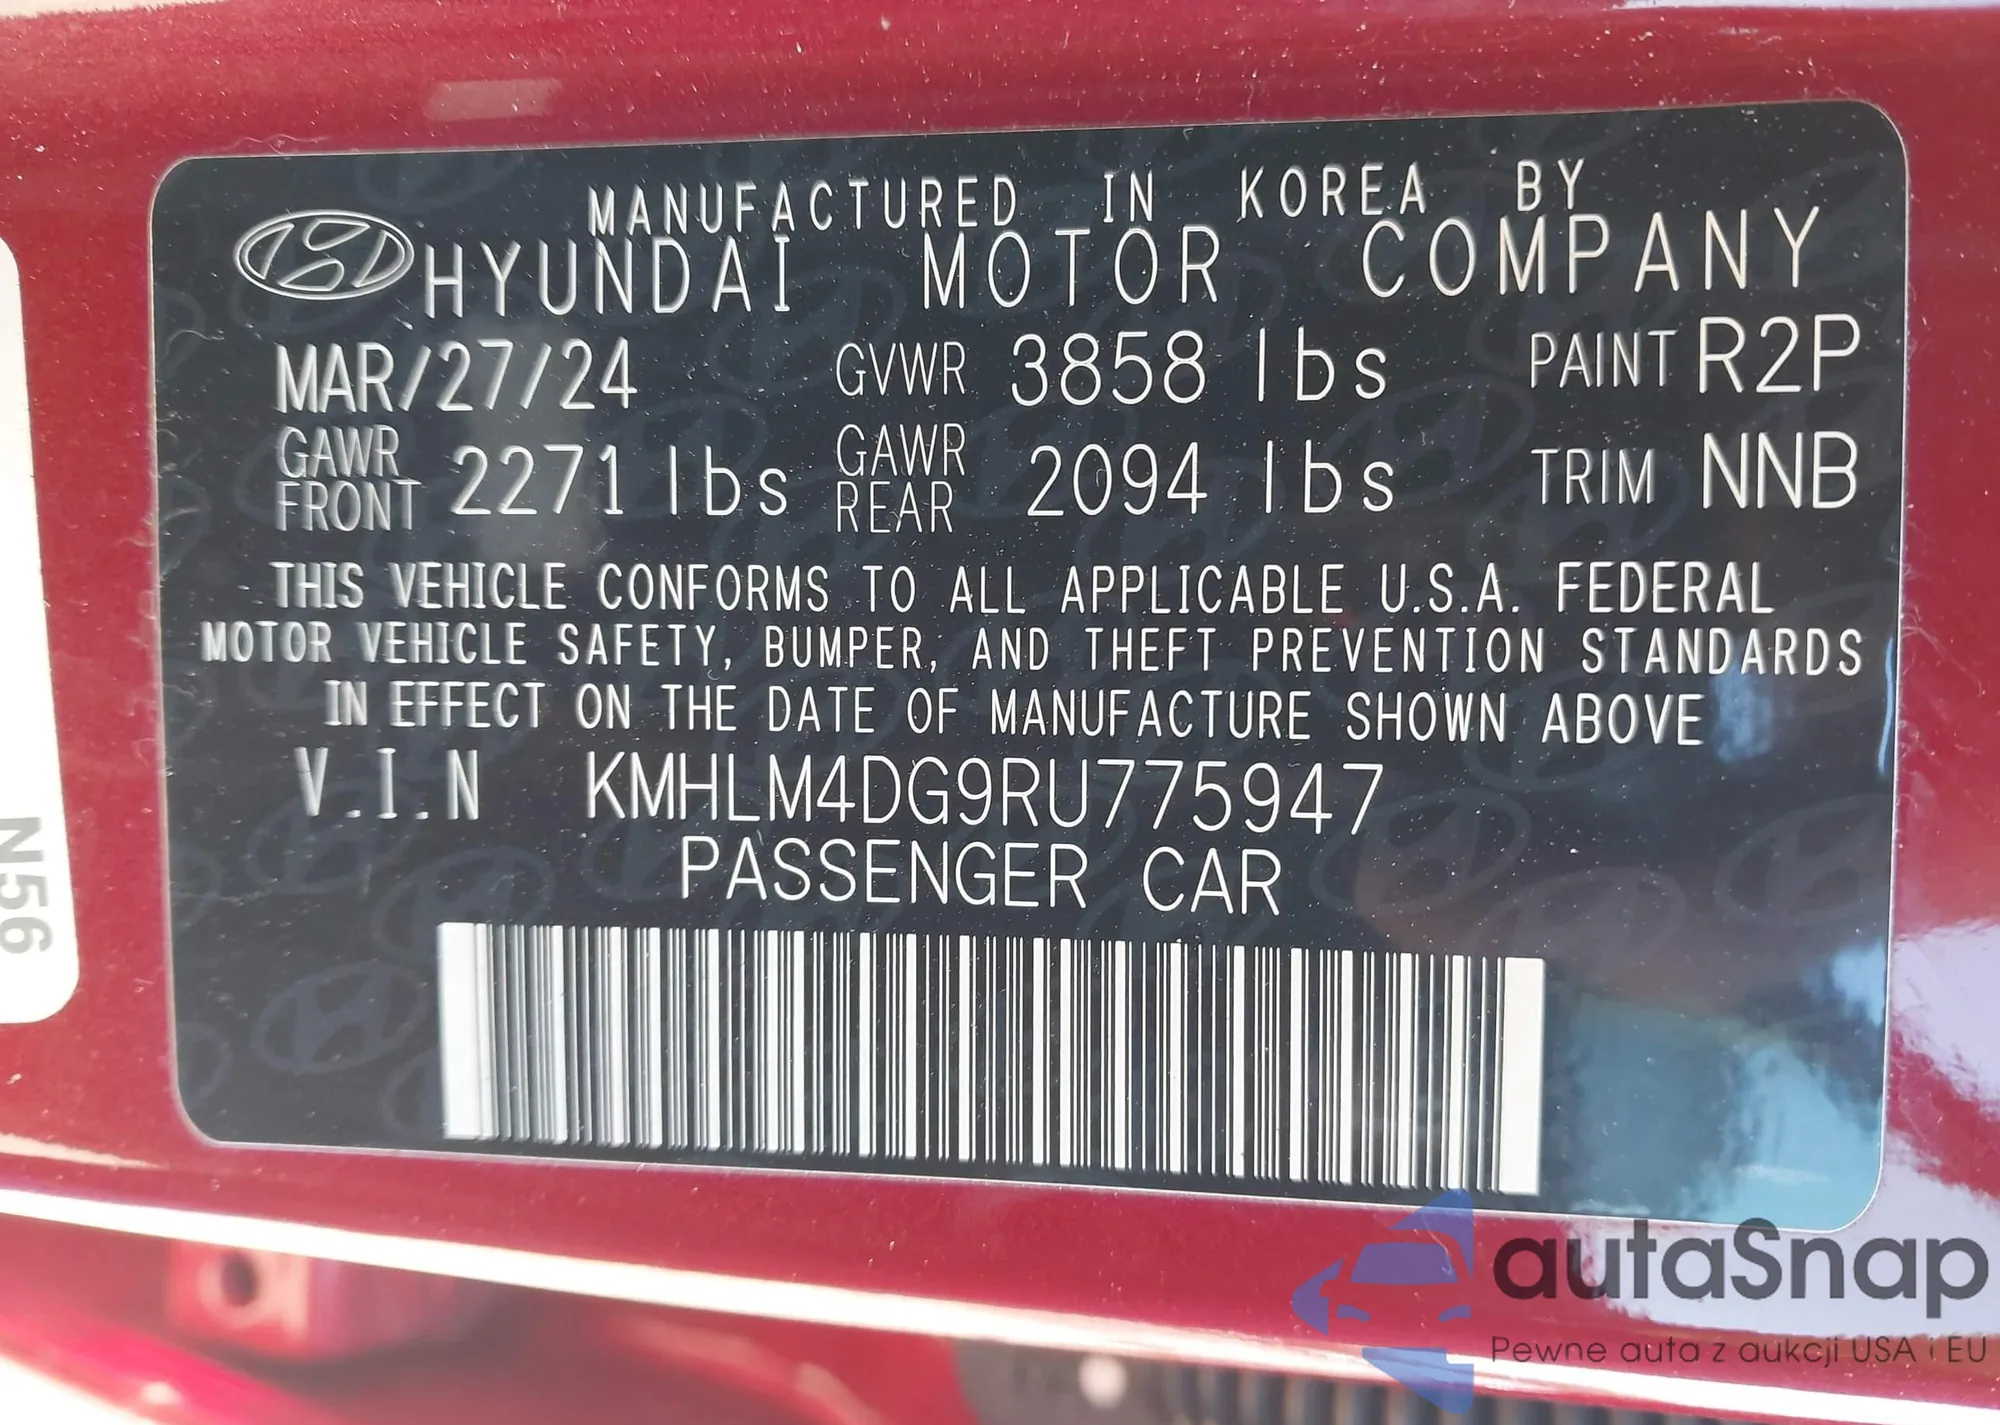 MANUFACTURED IN KOREA BY
HYUNDAI MOTOR COMPANY
MAR/27/24 GVWR 3858 lbs PAINT R2P
GAWR FRONT 2271 lbs GAWR REAR 2094 lbs TRIM NNB
THIS VEHICLE CONFORMS TO ALL APPLICABLE U.S.A. FEDERAL
MOTOR VEHICLE SAFETY, BUMPER, AND THEFT PREVENTION STANDARDS
IN EFFECT ON THE DATE OF MANUFACTURE SHOWN ABOVE
V.I.N KMHLM4DG9RU775947
PASSENGER CAR
N56
autaSnap
Pewne auta z aukcji USA i EU